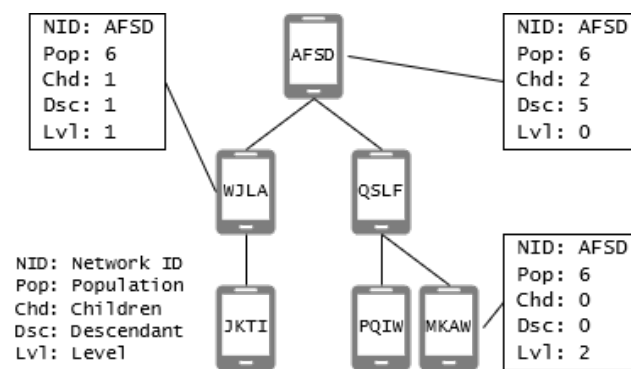 NID: AFSD
Pop: 6
Chd: 1
Dsc: 1
Lvl: 1
AFSD
NID: AFSD
Pop: 6
Chd: 2
Dsc: 5
Lvl: 0
WJLA
QSLF
NID: Network ID
Pop: Population
Chd: Children
Dsc: Descendant
Lvl: Level
JKTI
PQIW
MKAW
NID: AFSD
Pop: 6
Chd: 0
Dsc: 0
Lvl: 2